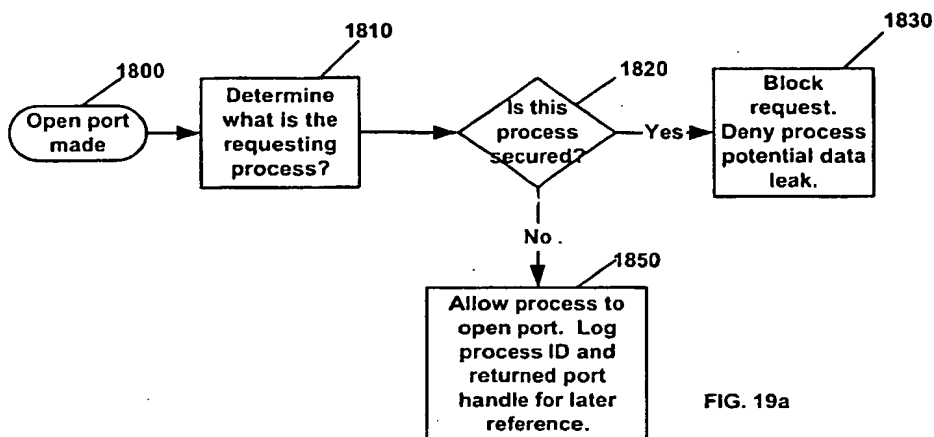 1800
Open port
made
1810
Determine
what is the
requesting
process?
1820
Is this
process
secured?
Yes
1830
Block
request.
Deny process
potential data
leak.
No
1850
Allow process to
open port. Log
process ID and
returned port
handle for later
reference.
FIG. 19a